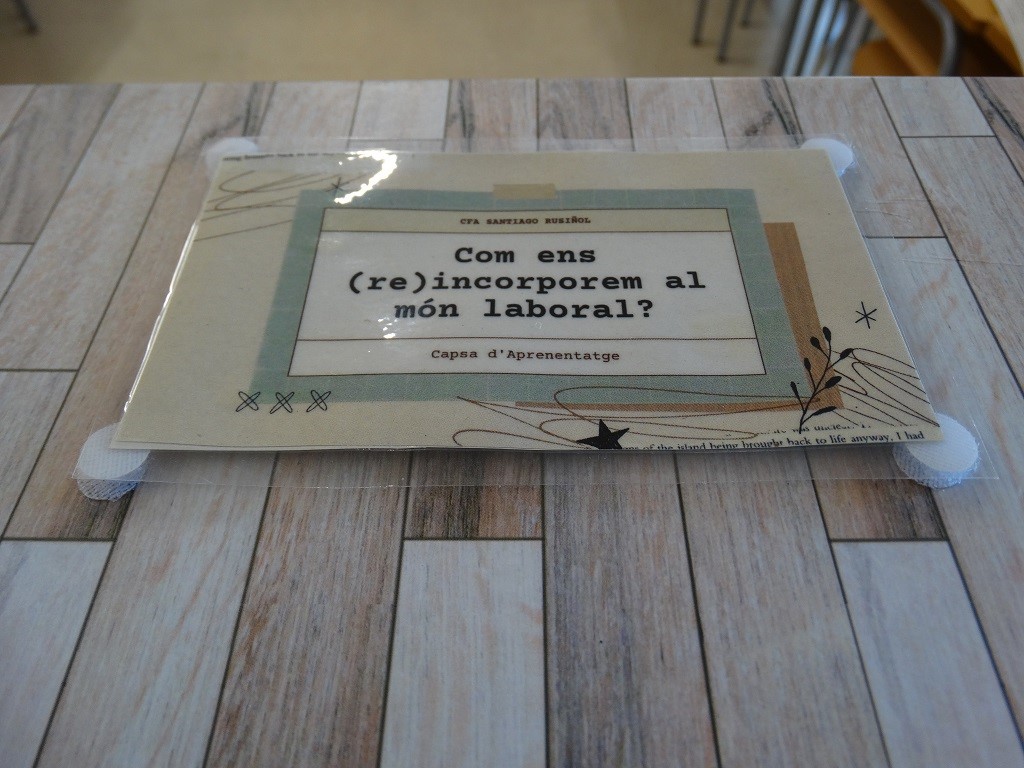 CFA SANTIAGO RUSIÑOL
Com ens
(re)incorporem al
món laboral?
Capsa d'Aprenentatge
of the island being brought back to life anyway, I had